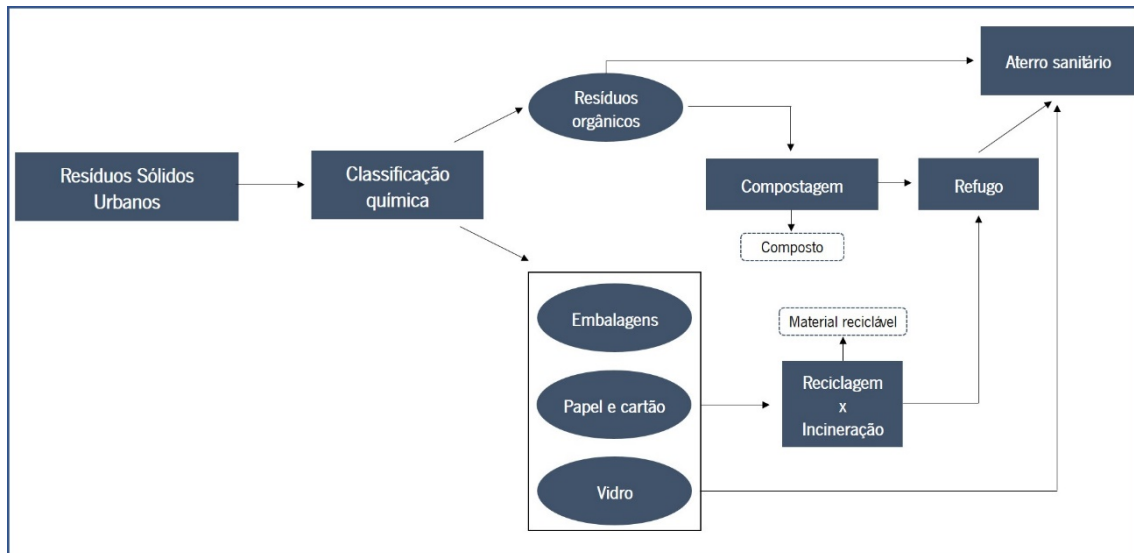 Resíduos Sólidos
Urbanos
Classificação
química
Resíduos
orgânicos
Aterro sanitário
Compostagem
Refugo
Composto
Embalagens
Papel e cartão
Vidro
Material reciclável
Reciclagem
x
Incineração